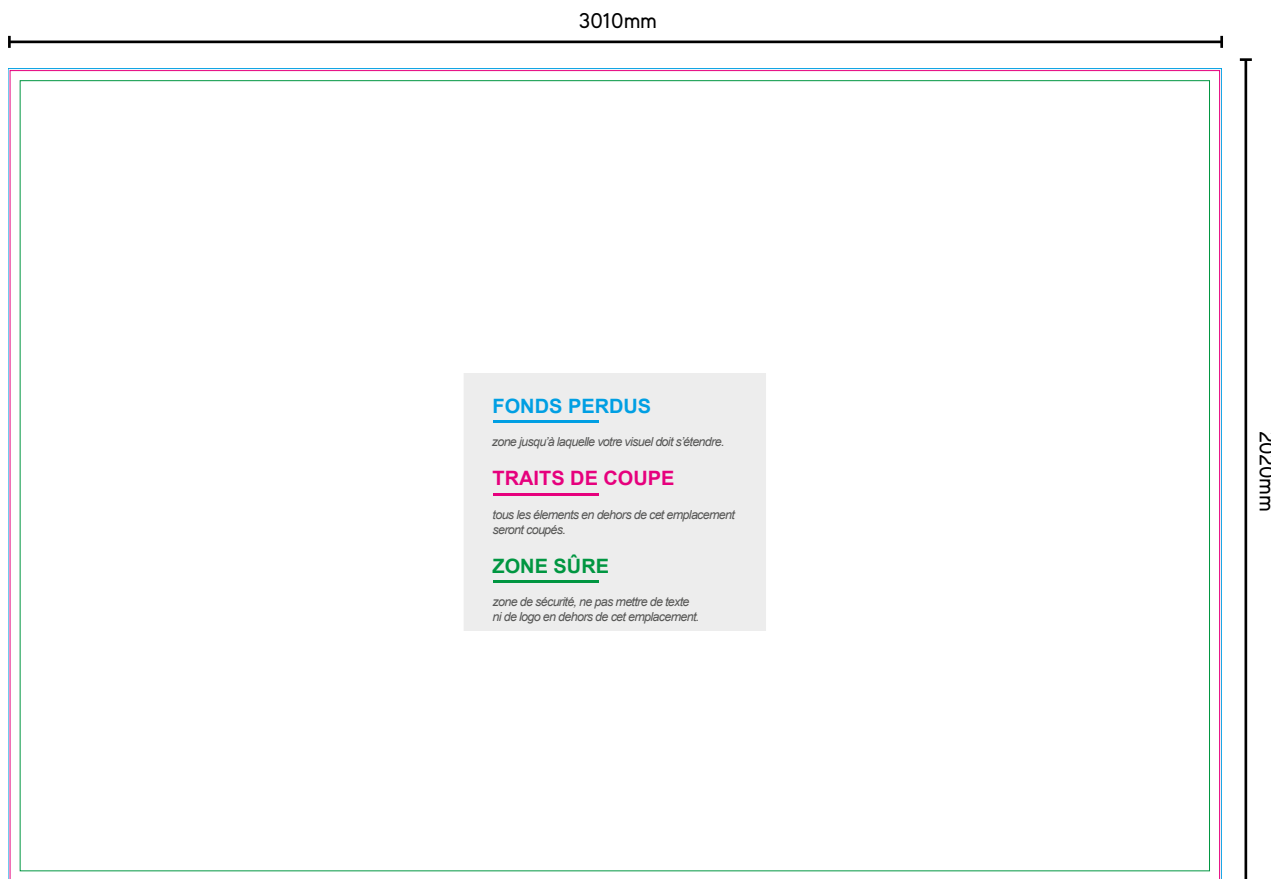 3010mm
FONDS PERDUS
zone jusqu'à laquelle votre visuel doit s'étendre.
TRAITS DE COUPE
tous les élements en dehors de cet emplacement
seront coupés.
ZONE SÛRE
zone de sécurité, ne pas mettre de texte
ni de logo en dehors de cet emplacement.
2020mm